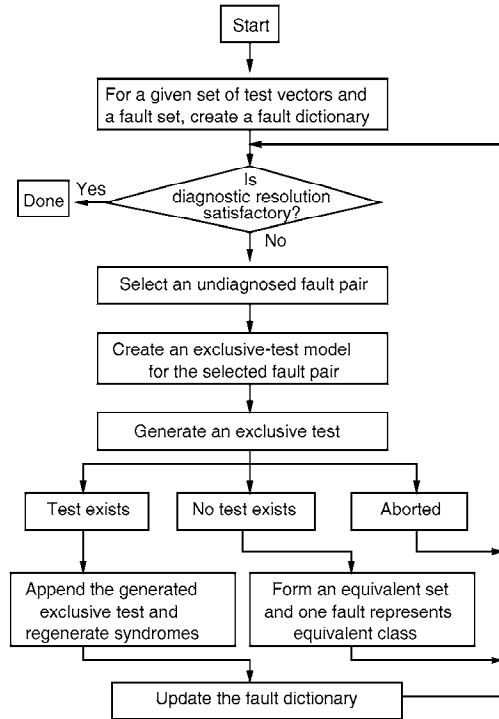 Start
For a given set of test vectors and
a fault set, create a fault dictionary
Is
diagnostic resolution
satisfactory?
Yes
Done
No
Select an undiagnosed fault pair
Create an exclusive-test model
for the selected fault pair
Generate an exclusive test
Test exists
No test exists
Aborted
Append the generated
exclusive test and
regenerate syndromes
Form an equivalent set
and one fault represents
equivalent class
Update the fault dictionary